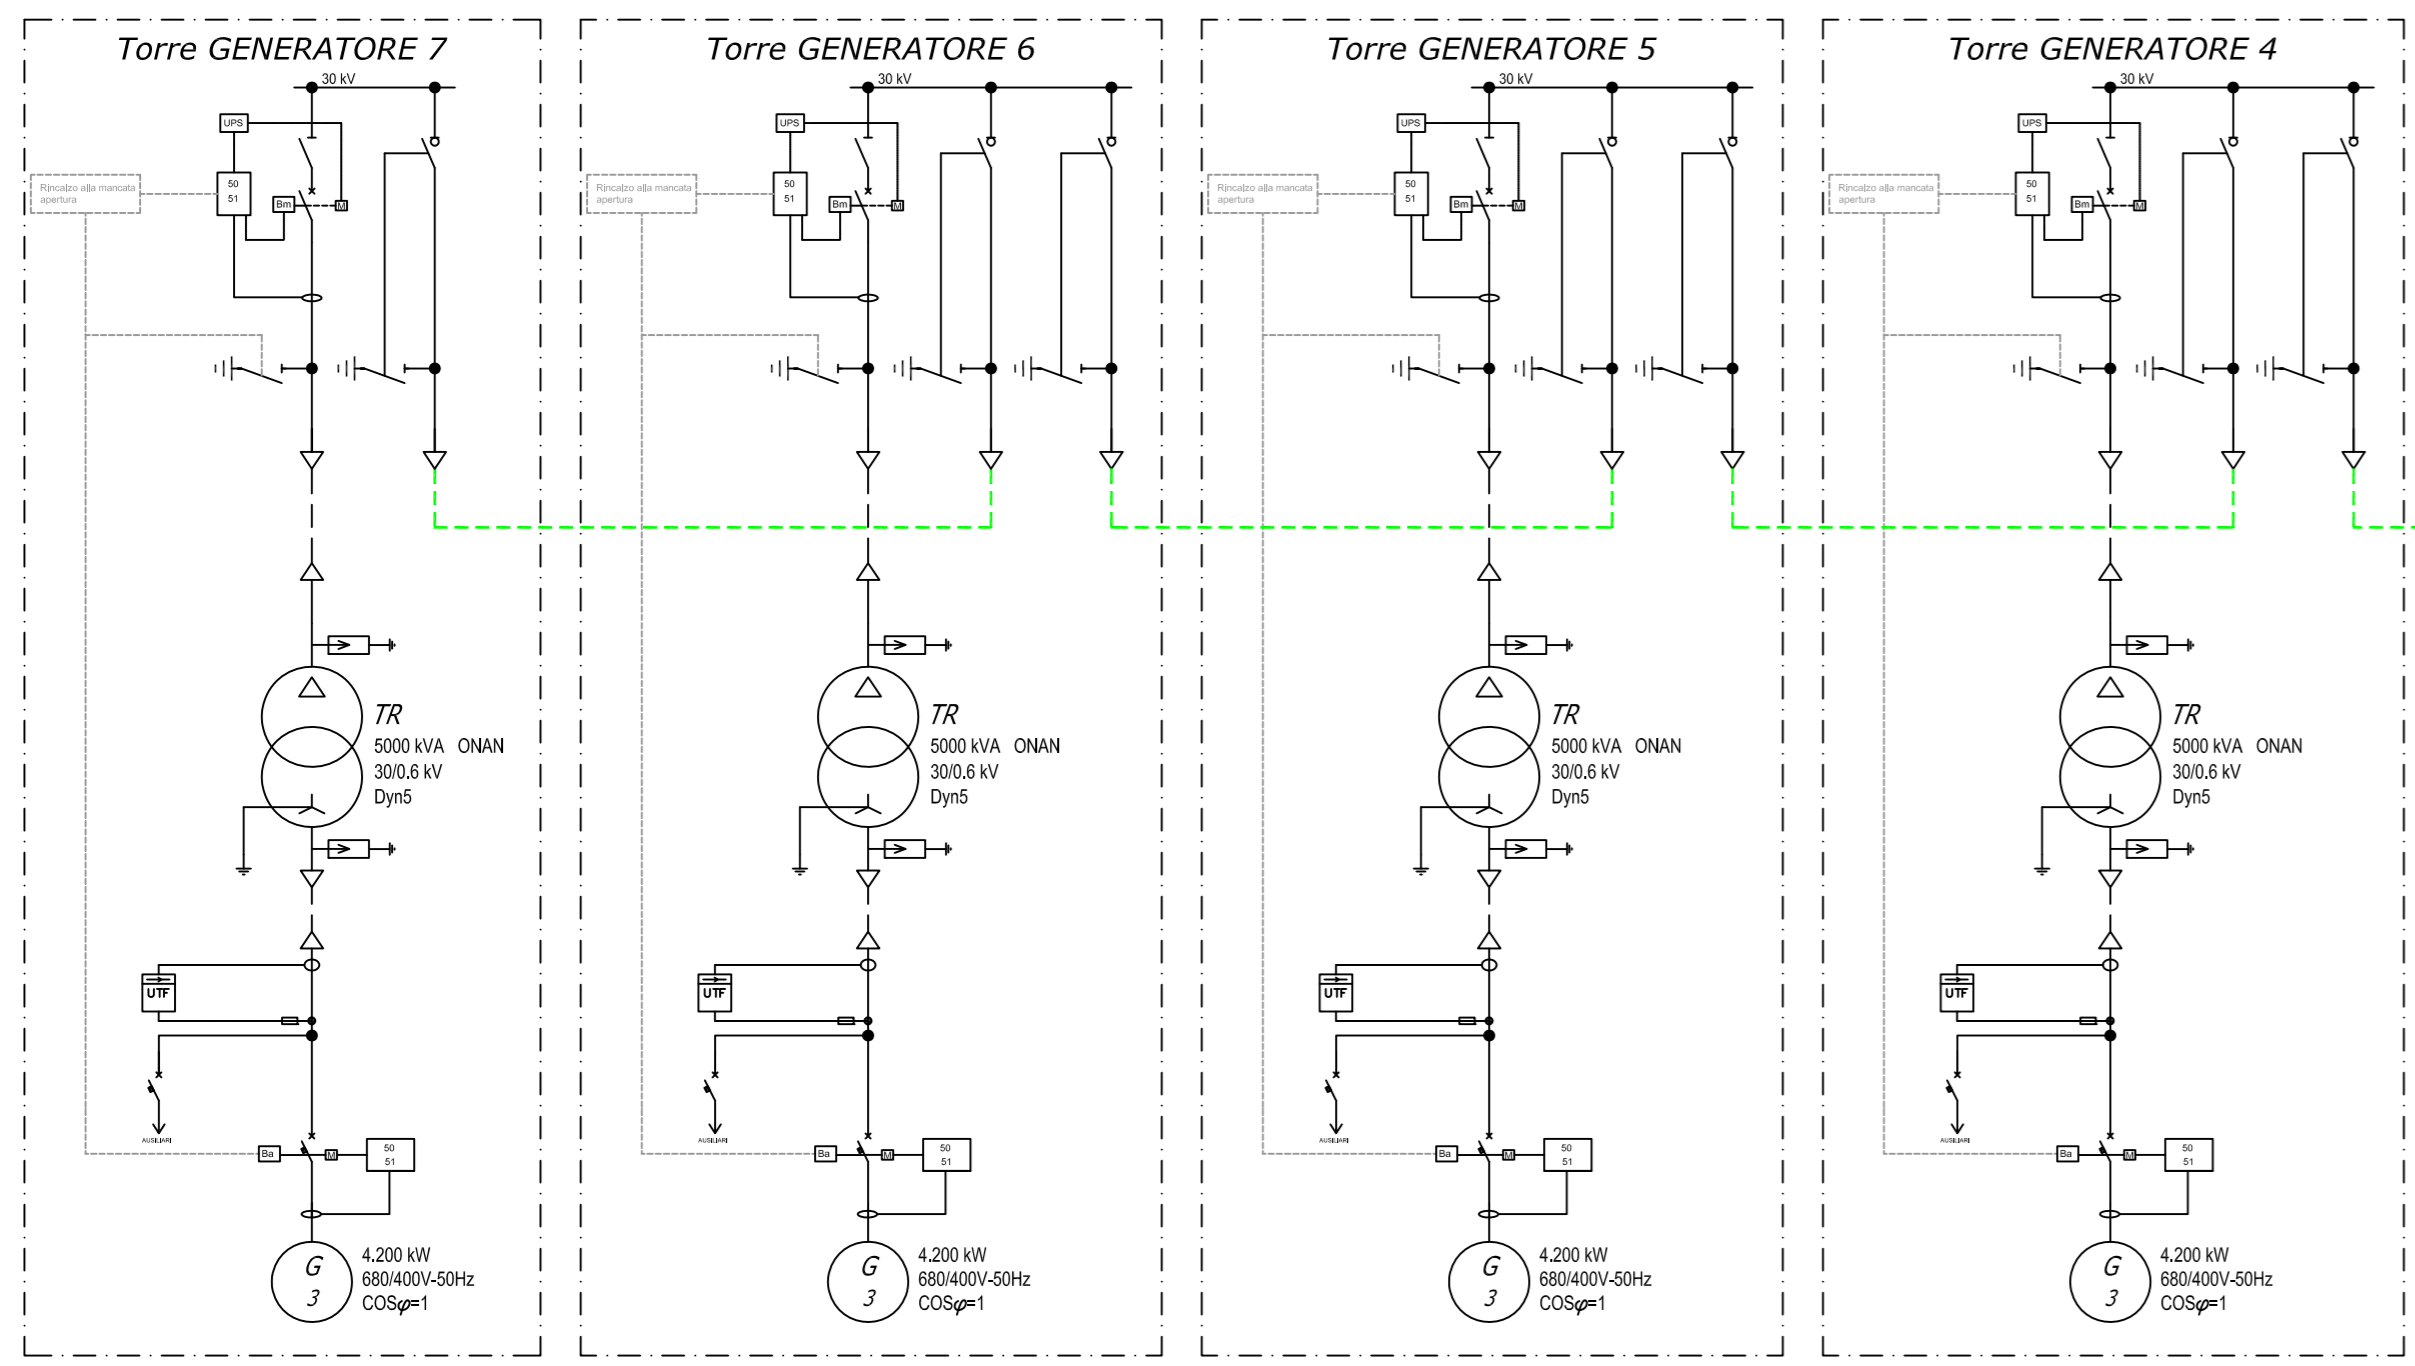 Torre GENERATORE 7
30 kV
UPS
Rincalzo alla mancata
apertura
50
51
Bm
M
TR
5000 kVA ONAN
30/0.6 kV
Dyn5
UTF
AUSILIARI
Ba
M
50
51
G
3
4.200 kW
680/400V-50Hz
COSφ=1
Torre GENERATORE 6
30 kV
UPS
Rincalzo alla mancata
apertura
50
51
Bm
M
TR
5000 kVA ONAN
30/0.6 kV
Dyn5
UTF
AUSILIARI
Ba
M
50
51
G
3
4.200 kW
680/400V-50Hz
COSφ=1
Torre GENERATORE 5
30 kV
UPS
Rincalzo alla mancata
apertura
50
51
Bm
M
TR
5000 kVA ONAN
30/0.6 kV
Dyn5
UTF
AUSILIARI
Ba
M
50
51
G
3
4.200 kW
680/400V-50Hz
COSφ=1
Torre GENERATORE 4
30 kV
UPS
Rincalzo alla mancata
apertura
50
51
Bm
M
TR
5000 kVA ONAN
30/0.6 kV
Dyn5
UTF
AUSILIARI
Ba
M
50
51
G
3
4.200 kW
680/400V-50Hz
COSφ=1